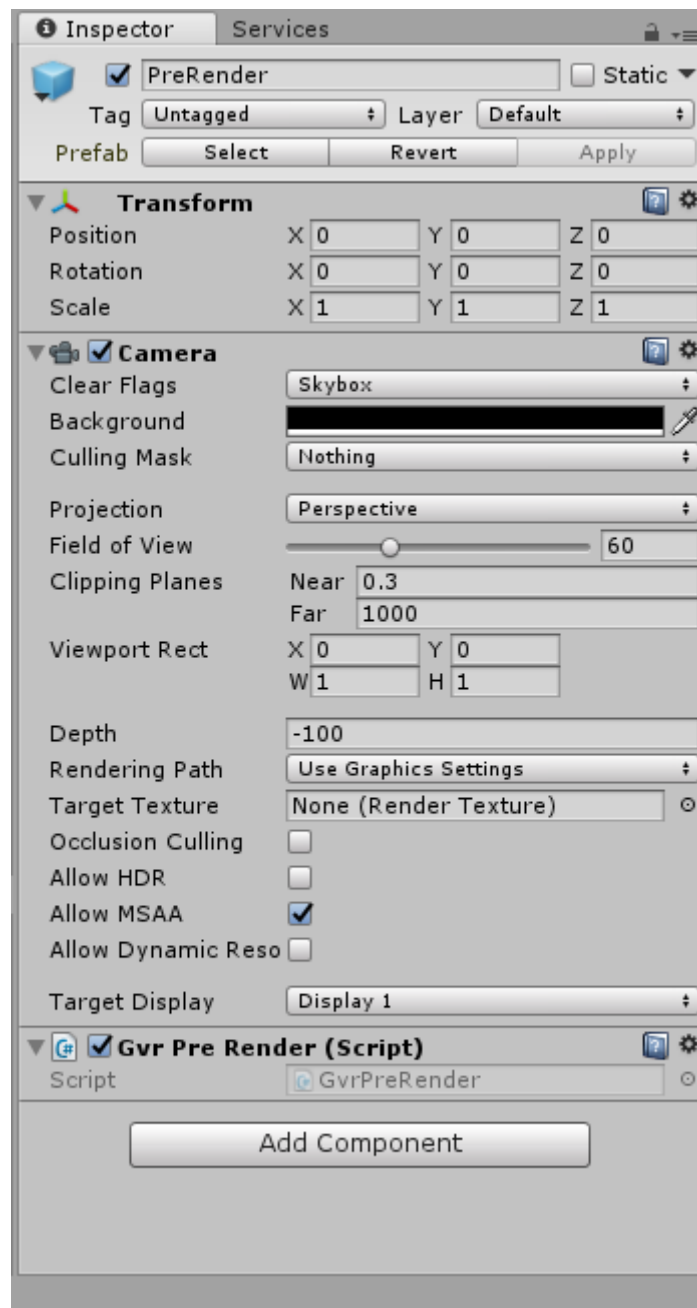 Inspector Services
PreRender Static
Tag Untagged Layer Default
Prefab Select Revert Apply
Transform
Position X 0 Y 0 Z 0
Rotation X 0 Y 0 Z 0
Scale X 1 Y 1 Z 1
Camera
Clear Flags Skybox
Background
Culling Mask Nothing
Projection Perspective
Field of View 60
Clipping Planes Near 0.3
Far 1000
Viewport Rect X 0 Y 0
W 1 H 1
Depth -100
Rendering Path Use Graphics Settings
Target Texture None (Render Texture)
Occlusion Culling
Allow HDR
Allow MSAA
Allow Dynamic Reso
Target Display Display 1
Gvr Pre Render (Script)
Script GvrPreRender
Add Component